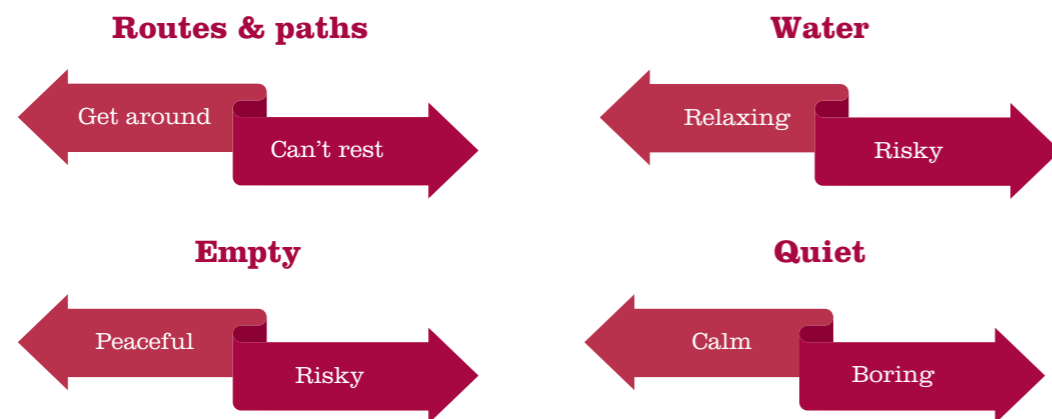 Routes & paths
Get around
Can't rest
Water
Relaxing
Risky
Empty
Peaceful
Risky
Quiet
Calm
Boring